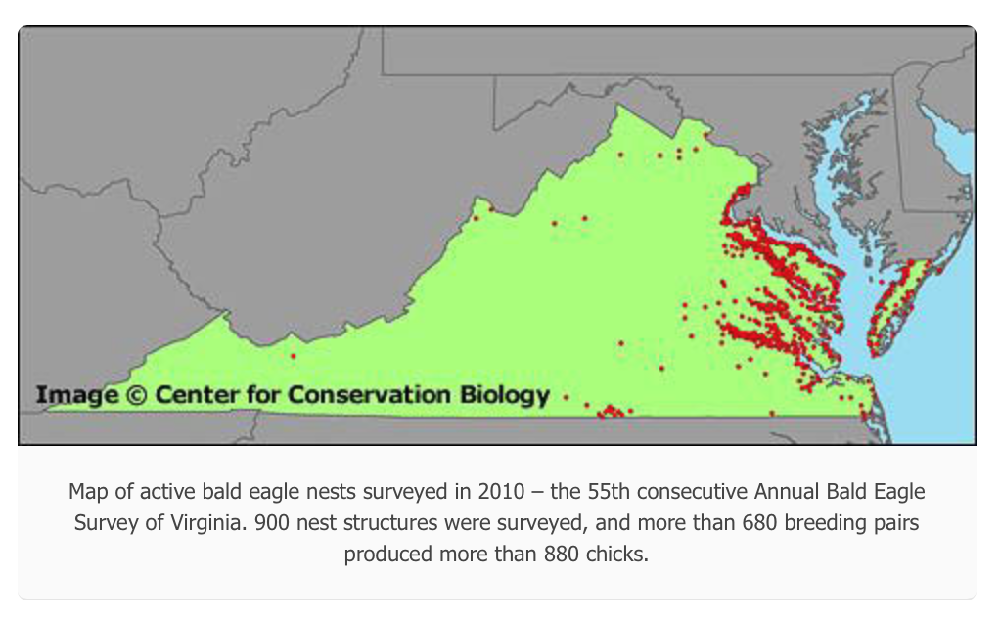 Image © Center for Conservation Biology
Map of active bald eagle nests surveyed in 2010 – the 55th consecutive Annual Bald Eagle
Survey of Virginia. 900 nest structures were surveyed, and more than 680 breeding pairs
produced more than 880 chicks.